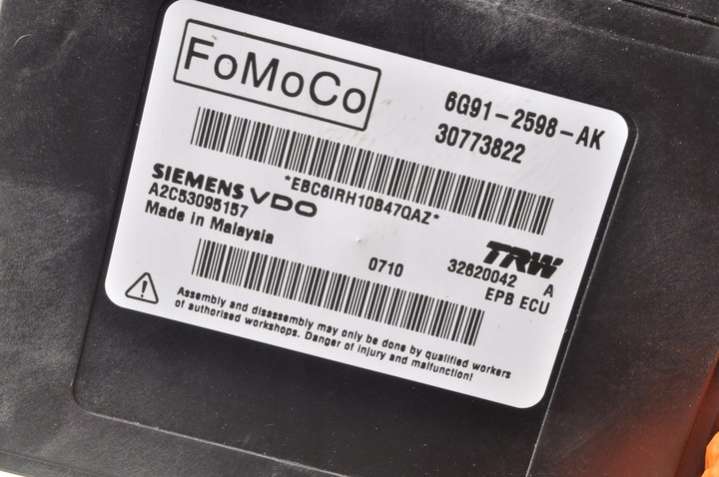 FoMoCo
6G91-2598-AK
30773822
*EBC6IRH10B47QAZ*
SIEMENS VDO
A2C53095157
Made in Malaysia
TRW
0710
32620042 A
EPB ECU
Assembly and disassembly may only be done by qualified workers
of authorised workshops. Danger of injury and malfunction!